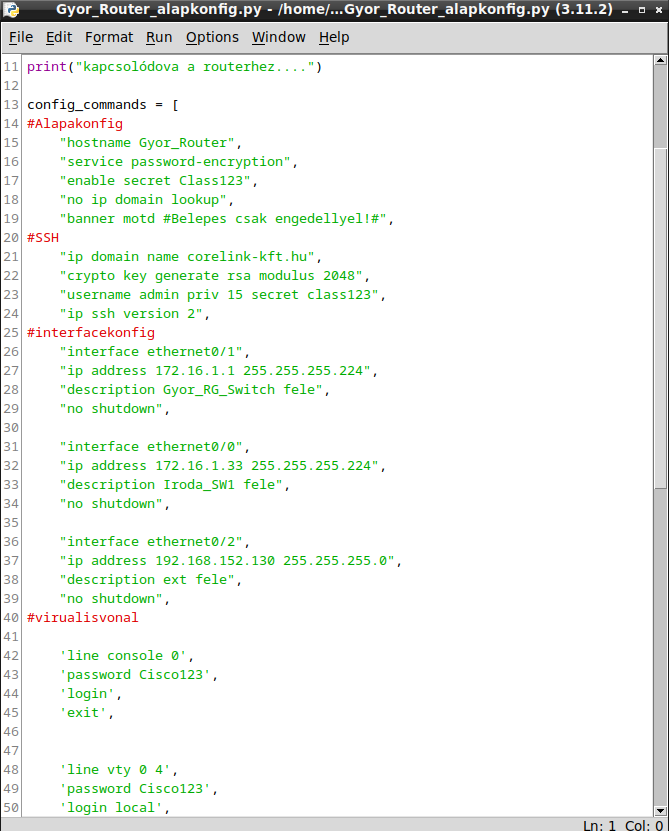 Gyor_Router_alapkonfig.py - /home/...Gyor_Router_alapkonfig.py (3.11.2)
File Edit Format Run Options Window Help
11 print("kapcsolódova a routerhez....")
12
13 config_commands = [
14 #Alapakonfig
15     "hostname Gyor_Router",
16     "service password-encryption",
17     "enable secret Class123",
18     "no ip domain lookup",
19     "banner motd #Belepes csak engedellyel!#",
20 #SSH
21     "ip domain name corelink-kft.hu",
22     "crypto key generate rsa modulus 2048",
23     "username admin priv 15 secret class123",
24     "ip ssh version 2",
25 #interfacekonfig
26     "interface ethernet0/1",
27     "ip address 172.16.1.1 255.255.255.224",
28     "description Gyor_RG_Switch fele",
29     "no shutdown",
30
31     "interface ethernet0/0",
32     "ip address 172.16.1.33 255.255.255.224",
33     "description Iroda_SW1 fele",
34     "no shutdown",
35
36     "interface ethernet0/2",
37     "ip address 192.168.152.130 255.255.255.0",
38     "description ext fele",
39     "no shutdown",
40 #virualisvonal
41
42     'line console 0',
43     'password Cisco123',
44     'login',
45     'exit',
46
47
48     'line vty 0 4',
49     'password Cisco123',
50     'login local',
Ln: 1 Col: 0